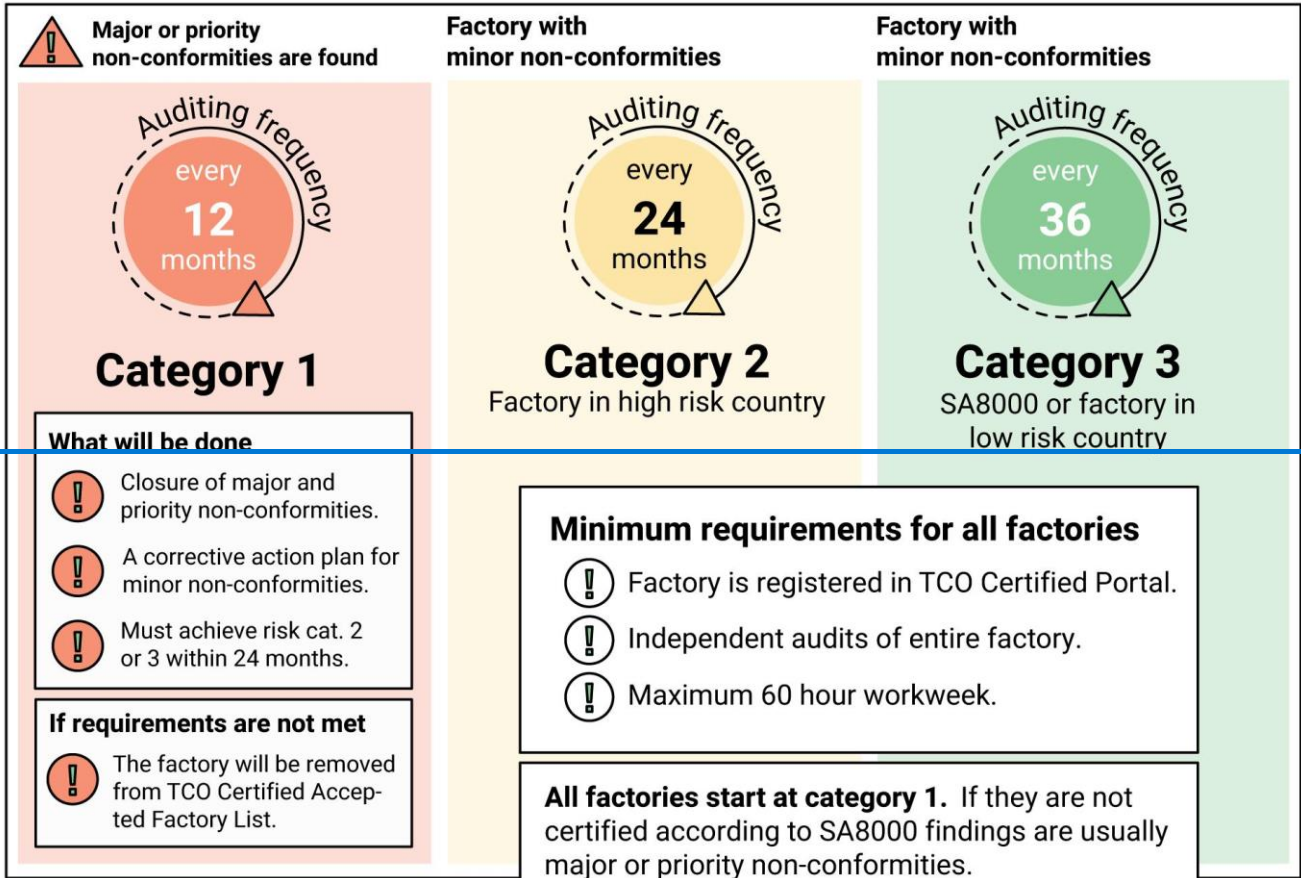 Major or priority
non-conformities are found
Auditing frequency
every
12
months
Category 1
What will be done
Closure of major and
priority non-conformities.
A corrective action plan for
minor non-conformities.
Must achieve risk cat. 2
or 3 within 24 months.
If requirements are not met
The factory will be removed
from TCO Certified Accep-
ted Factory List.
Factory with
minor non-conformities
Auditing frequency
every
24
months
Category 2
Factory in high risk country
Factory with
minor non-conformities
Auditing frequency
every
36
months
Category 3
SA8000 or factory in
low risk country
Minimum requirements for all factories
Factory is registered in TCO Certified Portal.
Independent audits of entire factory.
Maximum 60 hour workweek.
All factories start at category 1. If they are not
certified according to SA8000 findings are usually
major or priority non-conformities.